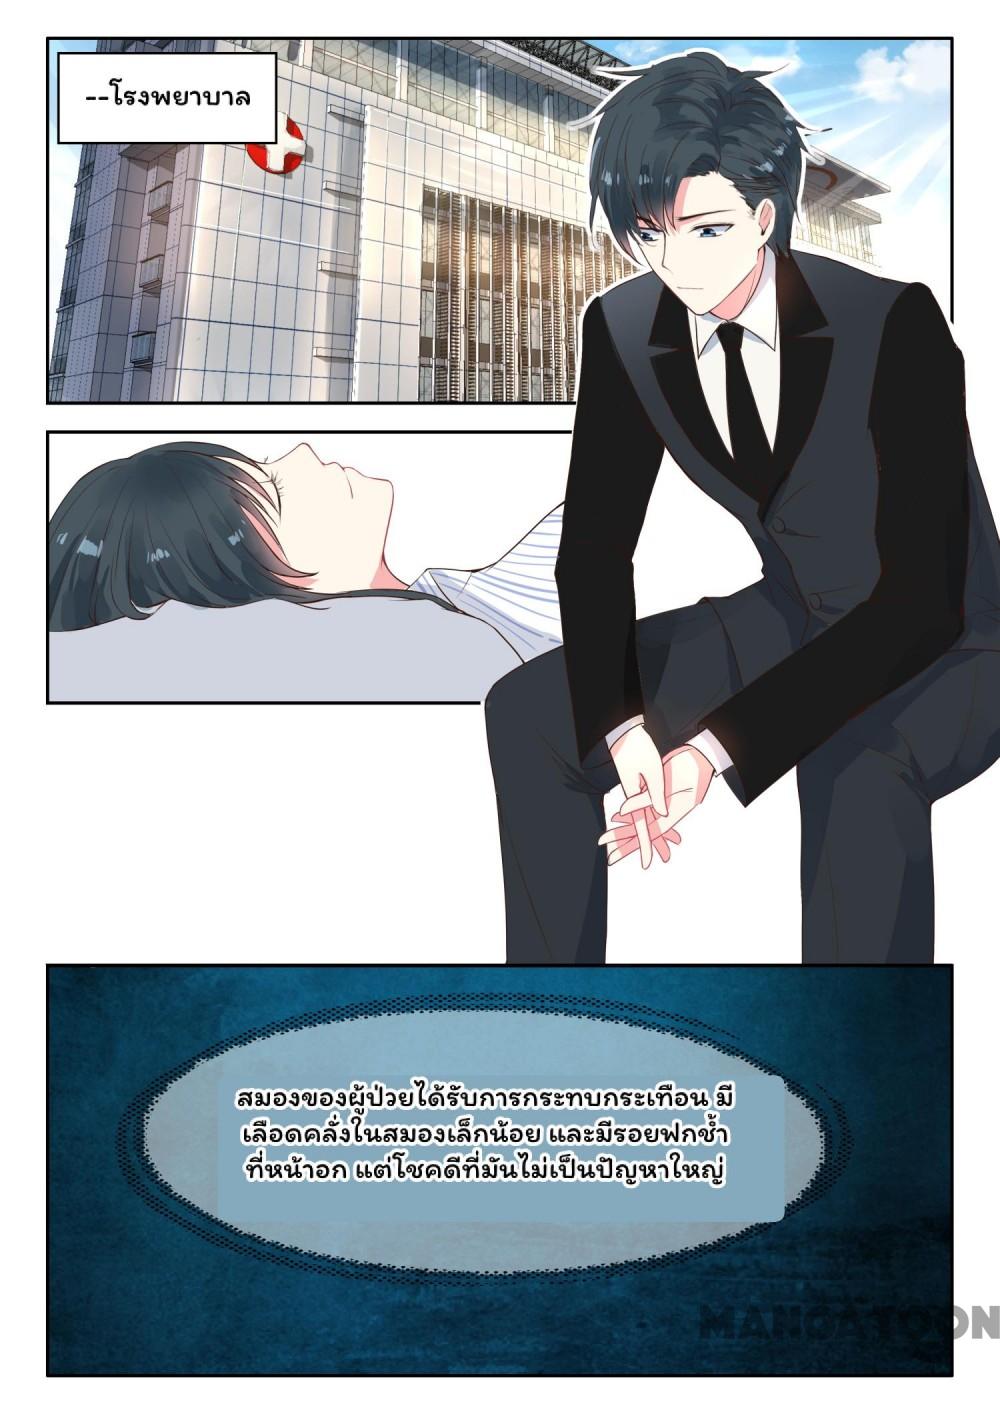 --โรงพยาบาล
สมองของผู้ป่วยได้รับการกระทบกระเทือน มี
เลือดคลั่งในสมองเล็กน้อย และมีรอยฟกช้ำ
ที่หน้าอก แต่โชคดีที่มันไม่เป็นปัญหาใหญ่
MANGATOON